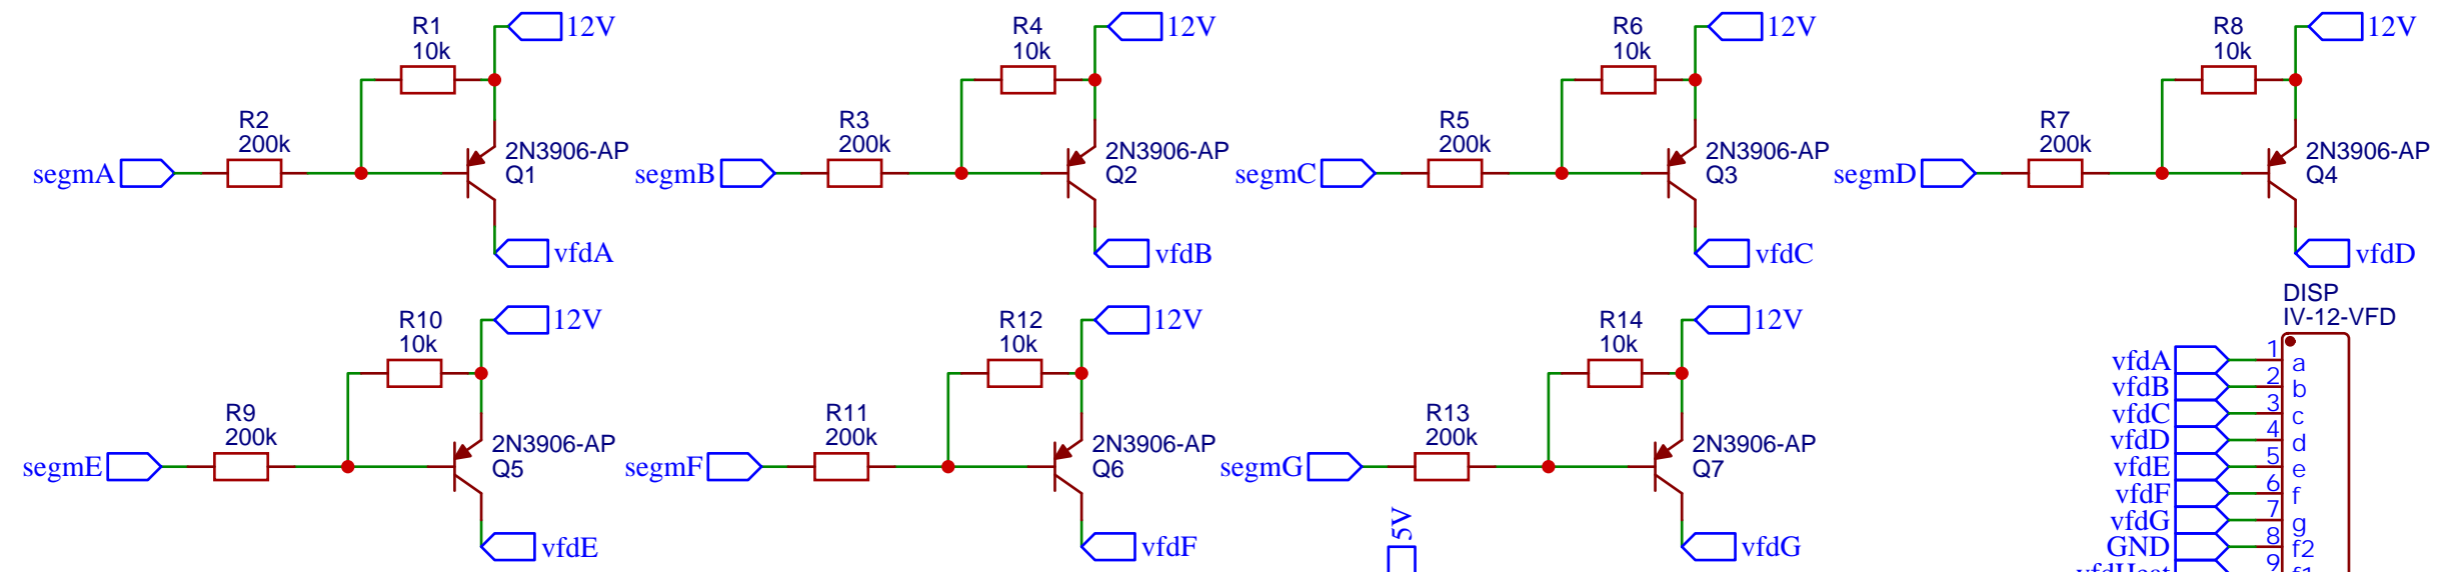 R1
10k
12V
R2
200k
segmA
2N3906-AP
Q1
vfdA
R4
10k
12V
R3
200k
segmB
2N3906-AP
Q2
vfdB
R6
10k
12V
R5
200k
segmC
2N3906-AP
Q3
vfdC
R8
10k
12V
R7
200k
segmD
2N3906-AP
Q4
vfdD
R10
10k
12V
R9
200k
segmE
2N3906-AP
Q5
vfdE
R12
10k
12V
R11
200k
segmF
2N3906-AP
Q6
vfdF
R14
10k
12V
R13
200k
segmG
2N3906-AP
Q7
vfdG
5V
DISP
IV-12-VFD
vfdA 1 a
vfdB 2 b
vfdC 3 c
vfdD 4 d
vfdE 5 e
vfdF 6 f
vfdG 7 g
GND 8 f2
vfdHeat 9 f1